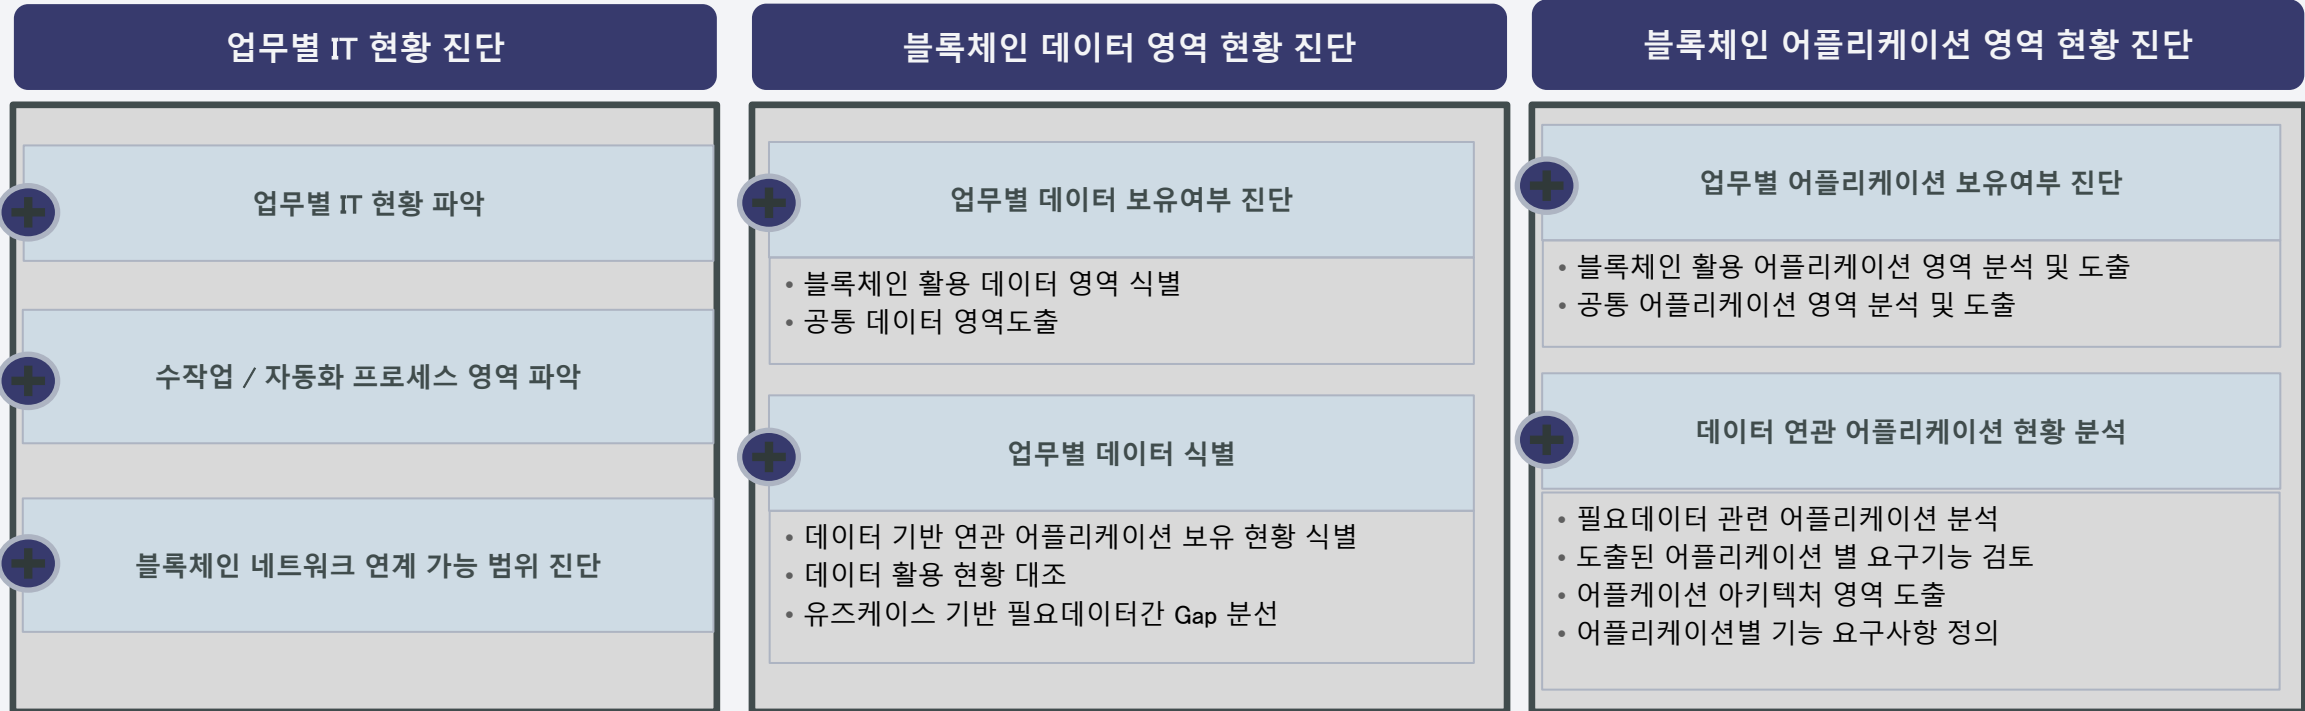 업무별 IT 현황 진단
업무별 IT 현황 파악
수작업 / 자동화 프로세스 영역 파악
블록체인 네트워크 연계 가능 범위 진단
블록체인 데이터 영역 현황 진단
업무별 데이터 보유여부 진단
• 블록체인 활용 데이터 영역 식별
• 공통 데이터 영역도출
업무별 데이터 식별
• 데이터 기반 연관 어플리케이션 보유 현황 식별
• 데이터 활용 현황 대조
• 유즈케이스 기반 필요데이터간 Gap 분선
블록체인 어플리케이션 영역 현황 진단
업무별 어플리케이션 보유여부 진단
• 블록체인 활용 어플리케이션 영역 분석 및 도출
• 공통 어플리케이션 영역 분석 및 도출
데이터 연관 어플리케이션 현황 분석
• 필요데이터 관련 어플리케이션 분석
• 도출된 어플리케이션 별 요구기능 검토
• 어플케이션 아키텍처 영역 도출
• 어플리케이션별 기능 요구사항 정의